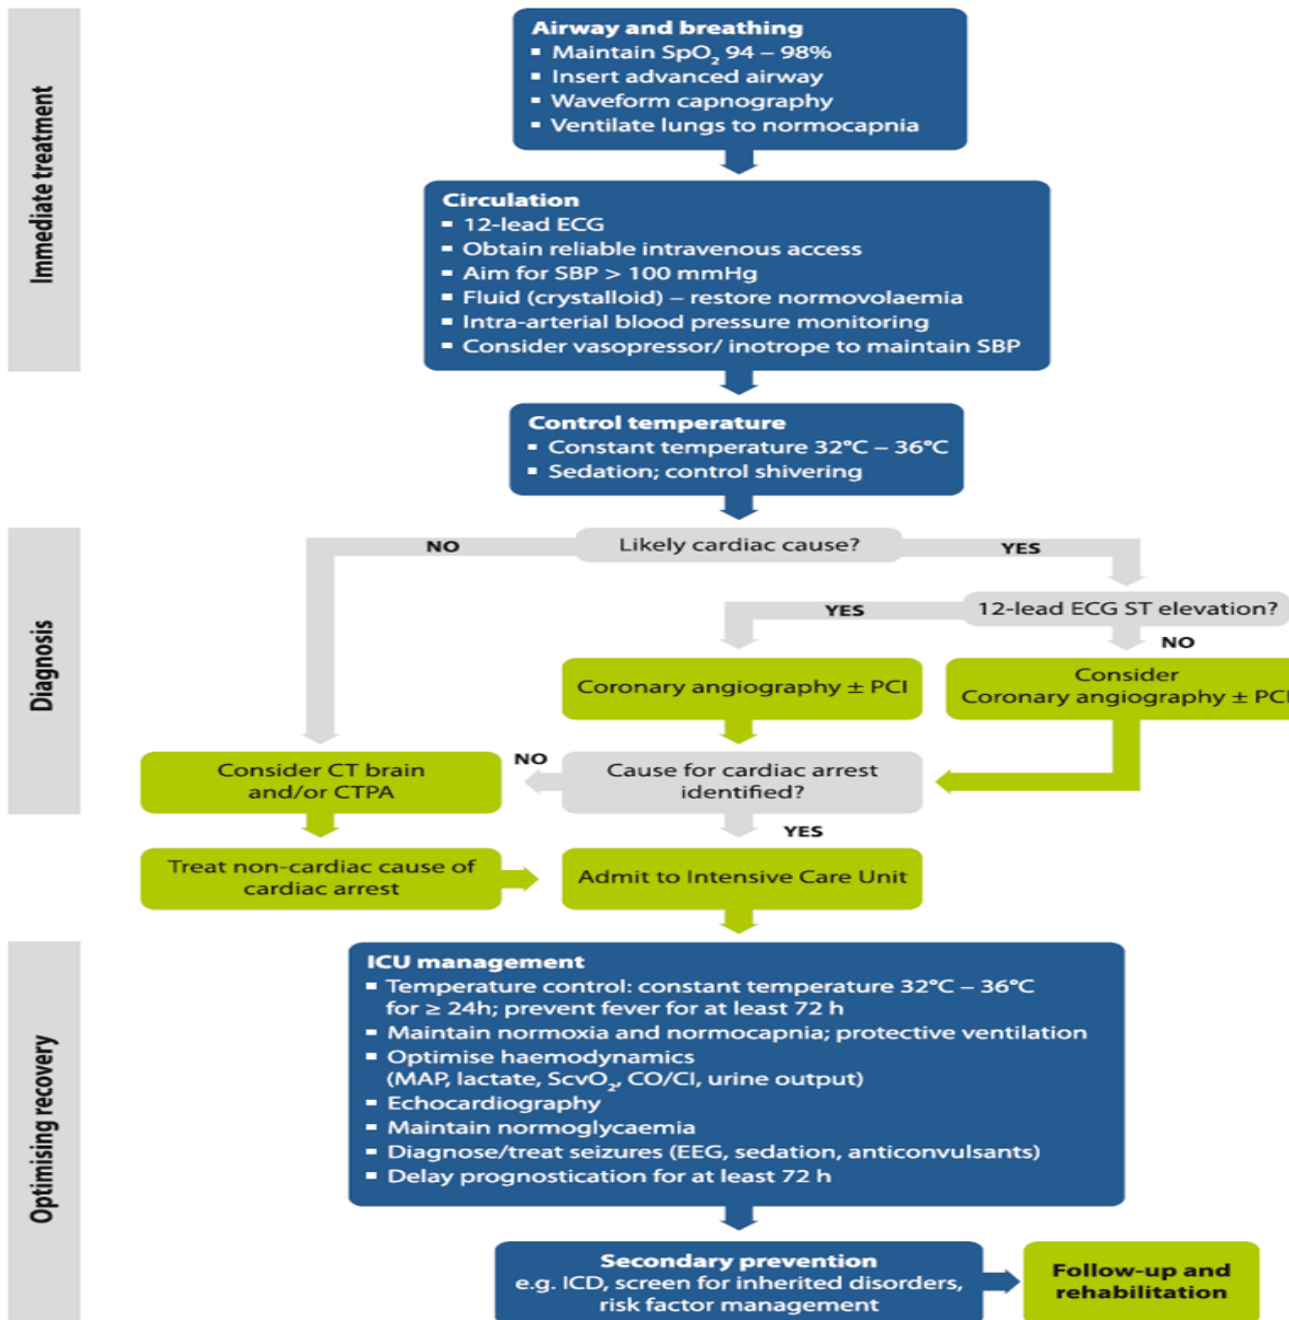 Immediate treatment
Airway and breathing
▪ Maintain SpO₂ 94 – 98%
▪ Insert advanced airway
▪ Waveform capnography
▪ Ventilate lungs to normocapnia
Circulation
▪ 12-lead ECG
▪ Obtain reliable intravenous access
▪ Aim for SBP > 100 mmHg
▪ Fluid (crystalloid) – restore normovolaemia
▪ Intra-arterial blood pressure monitoring
▪ Consider vasopressor/ inotrope to maintain SBP
Control temperature
▪ Constant temperature 32°C – 36°C
▪ Sedation; control shivering
Diagnosis
Likely cardiac cause?
NO
YES
12-lead ECG ST elevation?
YES
NO
Coronary angiography ± PCI
Consider
Coronary angiography ± PCI
Cause for cardiac arrest
identified?
NO
YES
Consider CT brain
and/or CTPA
Treat non-cardiac cause of
cardiac arrest
Admit to Intensive Care Unit
Optimising recovery
ICU management
▪ Temperature control: constant temperature 32°C – 36°C
for ≥ 24h; prevent fever for at least 72 h
▪ Maintain normoxia and normocapnia; protective ventilation
▪ Optimise haemodynamics
(MAP, lactate, ScvO₂, CO/CI, urine output)
▪ Echocardiography
▪ Maintain normoglycaemia
▪ Diagnose/treat seizures (EEG, sedation, anticonvulsants)
▪ Delay prognostication for at least 72 h
Secondary prevention
e.g. ICD, screen for inherited disorders,
risk factor management
Follow-up and
rehabilitation